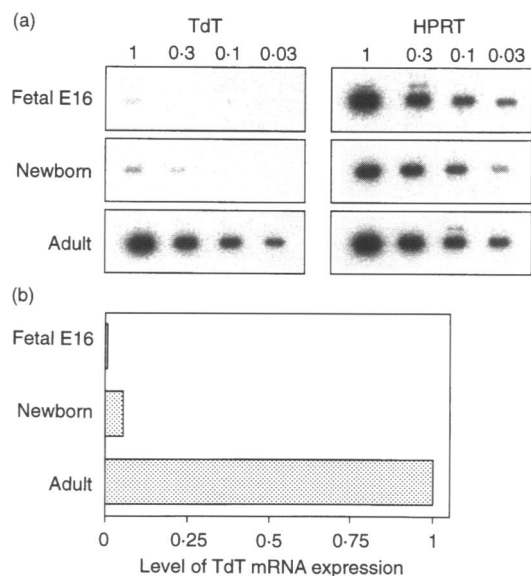 (a)
TdT HPRT
1 0·3 0·1 0·03 1 0·3 0·1 0·03
Fetal E16
Newborn
Adult
(b)
Fetal E16
Newborn
Adult
0 0·25 0·5 0·75 1
Level of TdT mRNA expression